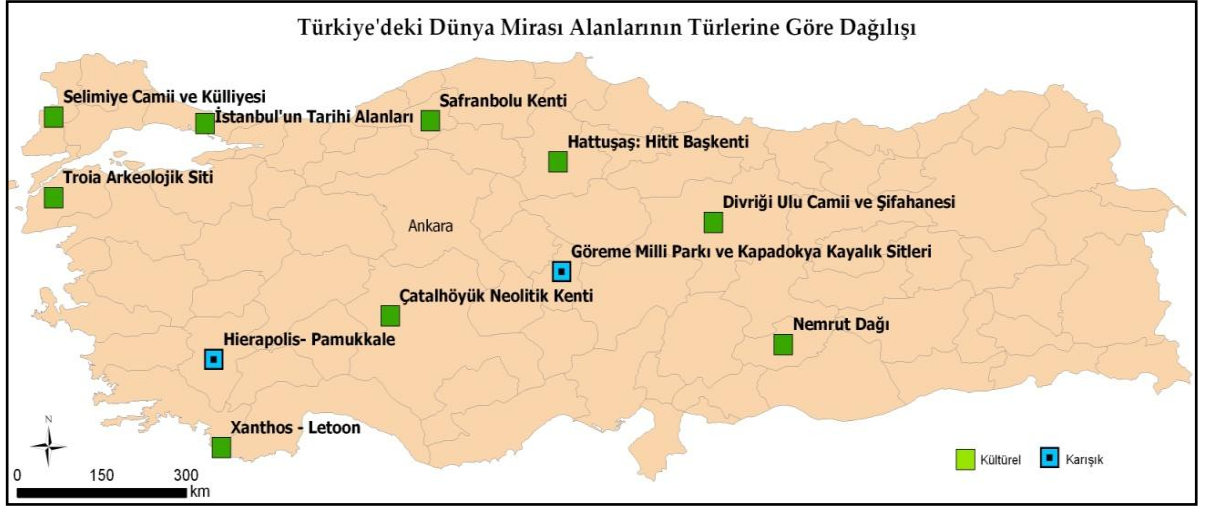 Türkiye'deki Dünya Mirası Alanlarının Türlerine Göre Dağılışı
Selimiye Camii ve Külliyesi
İstanbul'un Tarihi Alanları
Safranbolu Kenti
Hattuşaş: Hitit Başkenti
Troia Arkeolojik Siti
Divriği Ulu Camii ve Şifahanesi
Ankara
Göreme Milli Parkı ve Kapadokya Kayalık Sitleri
Çatalhöyük Neolitik Kenti
Nemrut Dağı
Hierapolis- Pamukkale
Xanthos - Letoon
N
0 150 300
km
Kültürel
Karışık